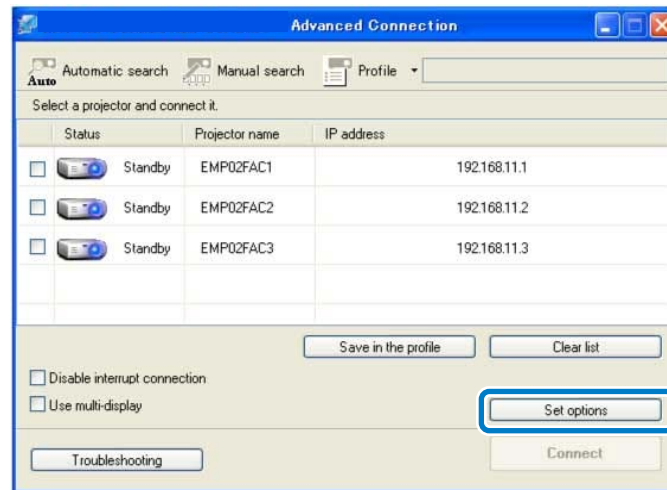 Advanced Connection
Auto Automatic search Manual search Profile
Select a projector and connect it.
Status Projector name IP address
Standby EMP02FAC1 192.168.11.1
Standby EMP02FAC2 192.168.11.2
Standby EMP02FAC3 192.168.11.3
Save in the profile Clear list
Disable interrupt connection
Use multi-display
Set options
Troubleshooting Connect